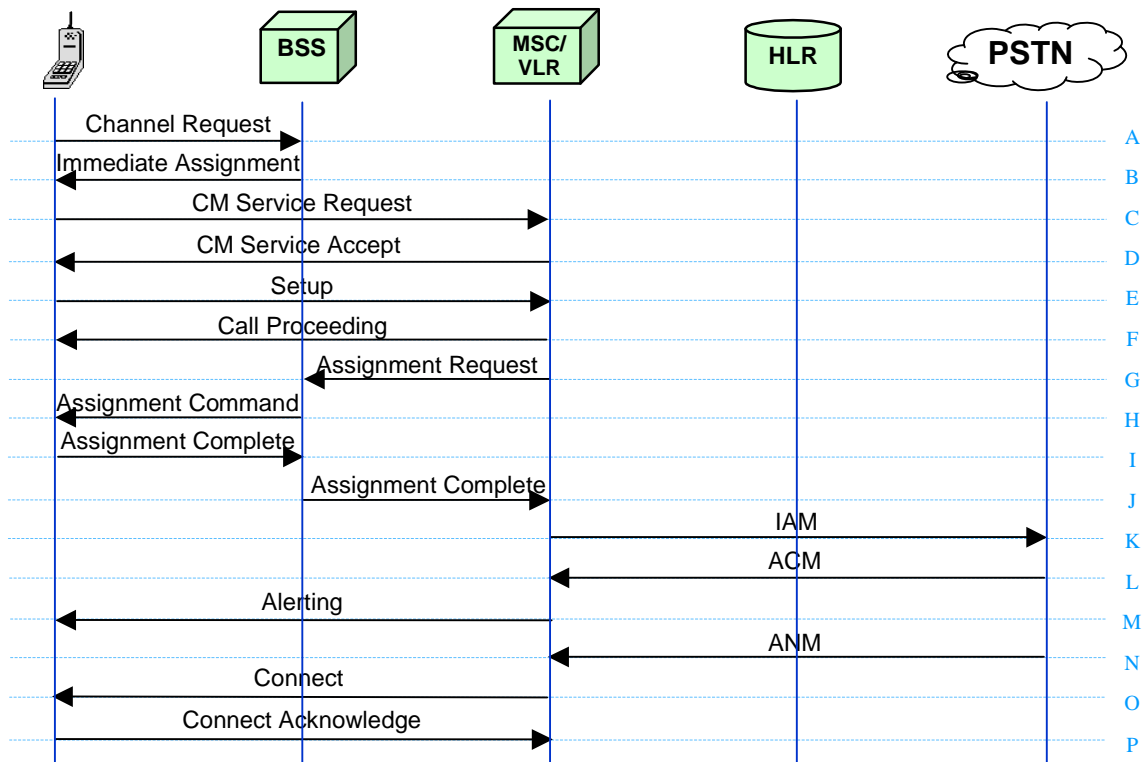 BSS
MSC/
VLR
HLR
PSTN
Channel Request
A
Immediate Assignment
B
CM Service Request
C
CM Service Accept
D
Setup
E
Call Proceeding
F
Assignment Request
G
Assignment Command
H
Assignment Complete
I
Assignment Complete
J
IAM
K
ACM
L
Alerting
M
ANM
N
Connect
O
Connect Acknowledge
P